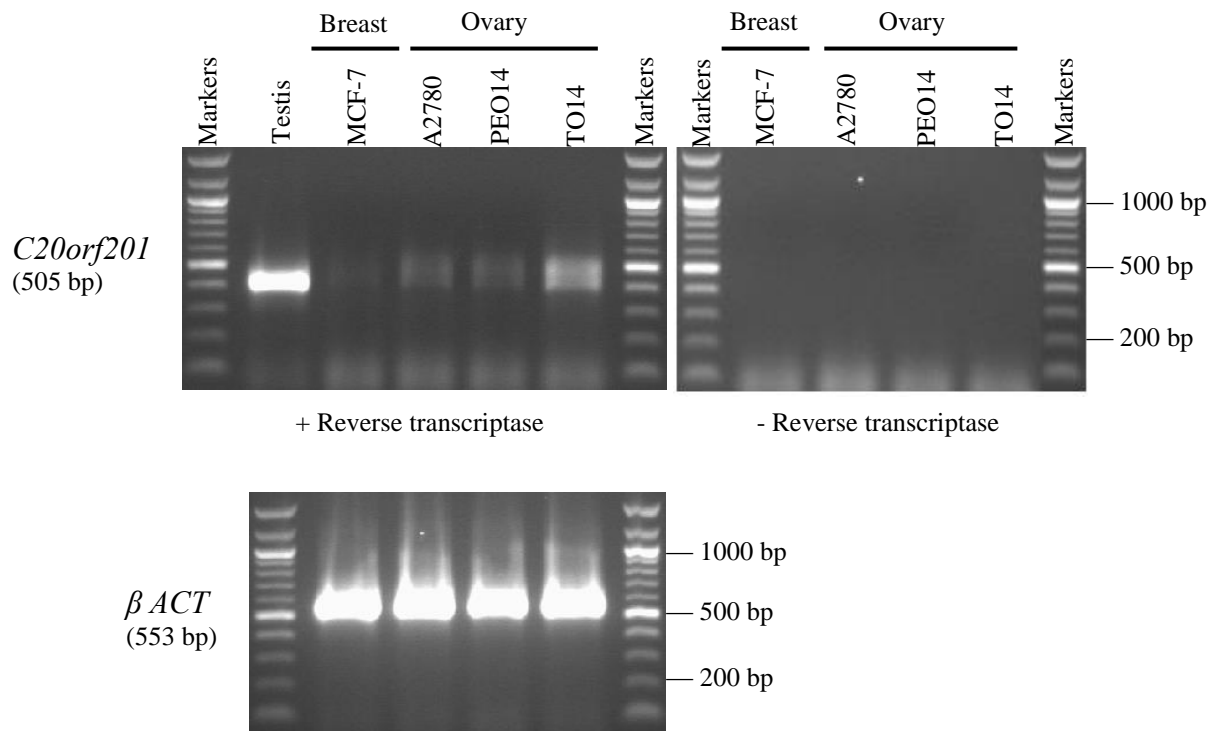 Breast Ovary Breast Ovary
Markers Testis MCF-7 A2780 PEO14 TO14 Markers Markers MCF-7 A2780 PEO14 TO14 Markers
C20orf201
(505 bp)
1000 bp
500 bp
200 bp
+ Reverse transcriptase - Reverse transcriptase
β ACT
(553 bp)
1000 bp
500 bp
200 bp